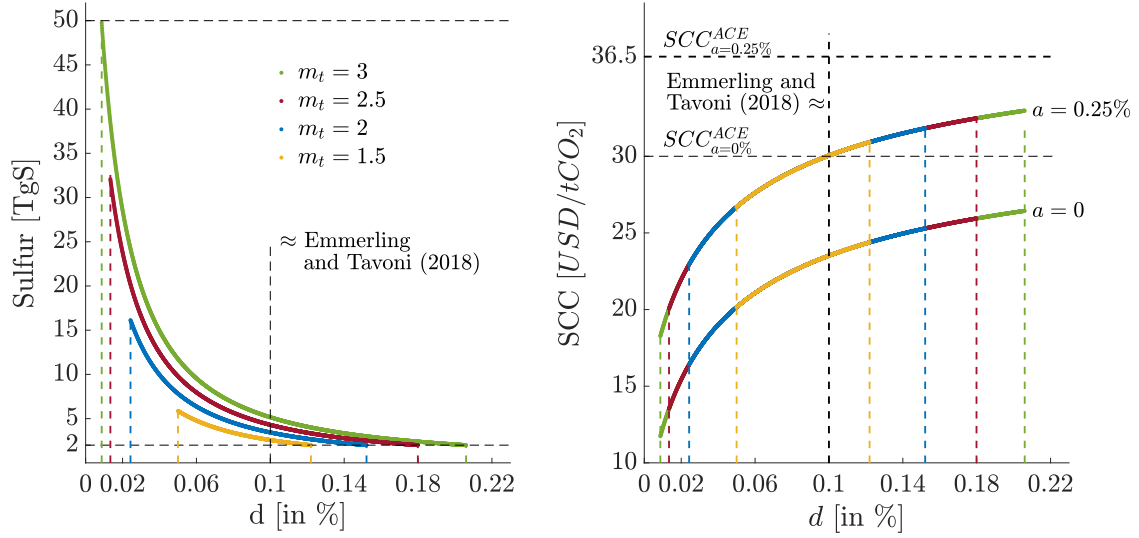 50
45
40
35
30
25
20
15
10
5
2
Sulfur [TgS]
m_t = 3
m_t = 2.5
m_t = 2
m_t = 1.5
≈ Emmerling
and Tavoni (2018)
0 0.02 0.06 0.1 0.14 0.18 0.22
d [in %]
36.5
30
25
20
15
10
SCC [USD/tCO_2]
SCC^{ACE}_{a=0.25%}
Emmerling and
Tavoni (2018) ≈
SCC^{ACE}_{a=0%}
a = 0.25%
a = 0
0 0.02 0.06 0.1 0.14 0.18 0.22
d [in %]